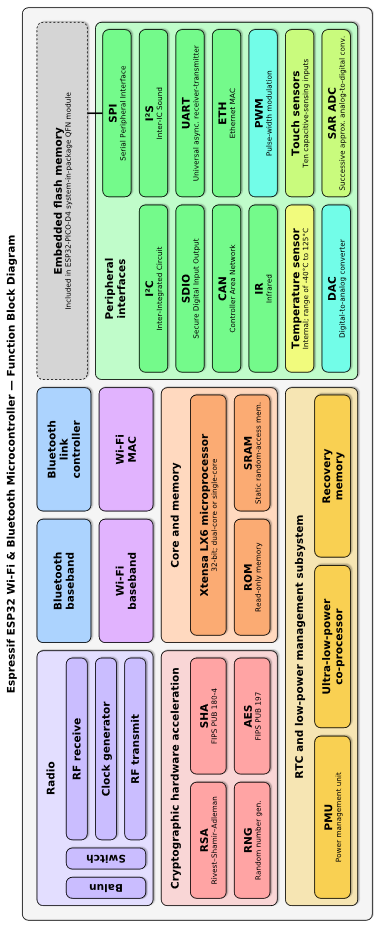 Espressif ESP32 Wi-Fi & Bluetooth Microcontroller — Function Block Diagram
Radio
Balun
Switch
RF receive
Clock generator
RF transmit
Bluetooth
baseband
Bluetooth
link
controller
Wi-Fi
baseband
Wi-Fi
MAC
Embedded flash memory
Included in ESP32-PICO-D4 system-in-package QFN module
Cryptographic hardware acceleration
RSA
Rivest–Shamir–Adleman
SHA
FIPS PUB 180-4
RNG
Random number gen.
AES
FIPS PUB 197
Core and memory
Xtensa LX6 microprocessor
32-bit; dual-core or single-core
ROM
Read-only memory
SRAM
Static random-access mem.
RTC and low-power management subsystem
PMU
Power management unit
Ultra-low-power
co-processor
Recovery
memory
Peripheral
interfaces
SPI
Serial Peripheral Interface
I²C
Inter-Integrated Circuit
I²S
Inter-IC Sound
SDIO
Secure Digital Input Output
UART
Universal async. receiver-transmitter
CAN
Controller Area Network
ETH
Ethernet MAC
IR
Infrared
PWM
Pulse-width modulation
Temperature sensor
Internal; range of -40°C to 125°C
Touch sensors
Ten capacitive-sensing inputs
DAC
Digital-to-analog converter
SAR ADC
Successive approx. analog-to-digital conv.